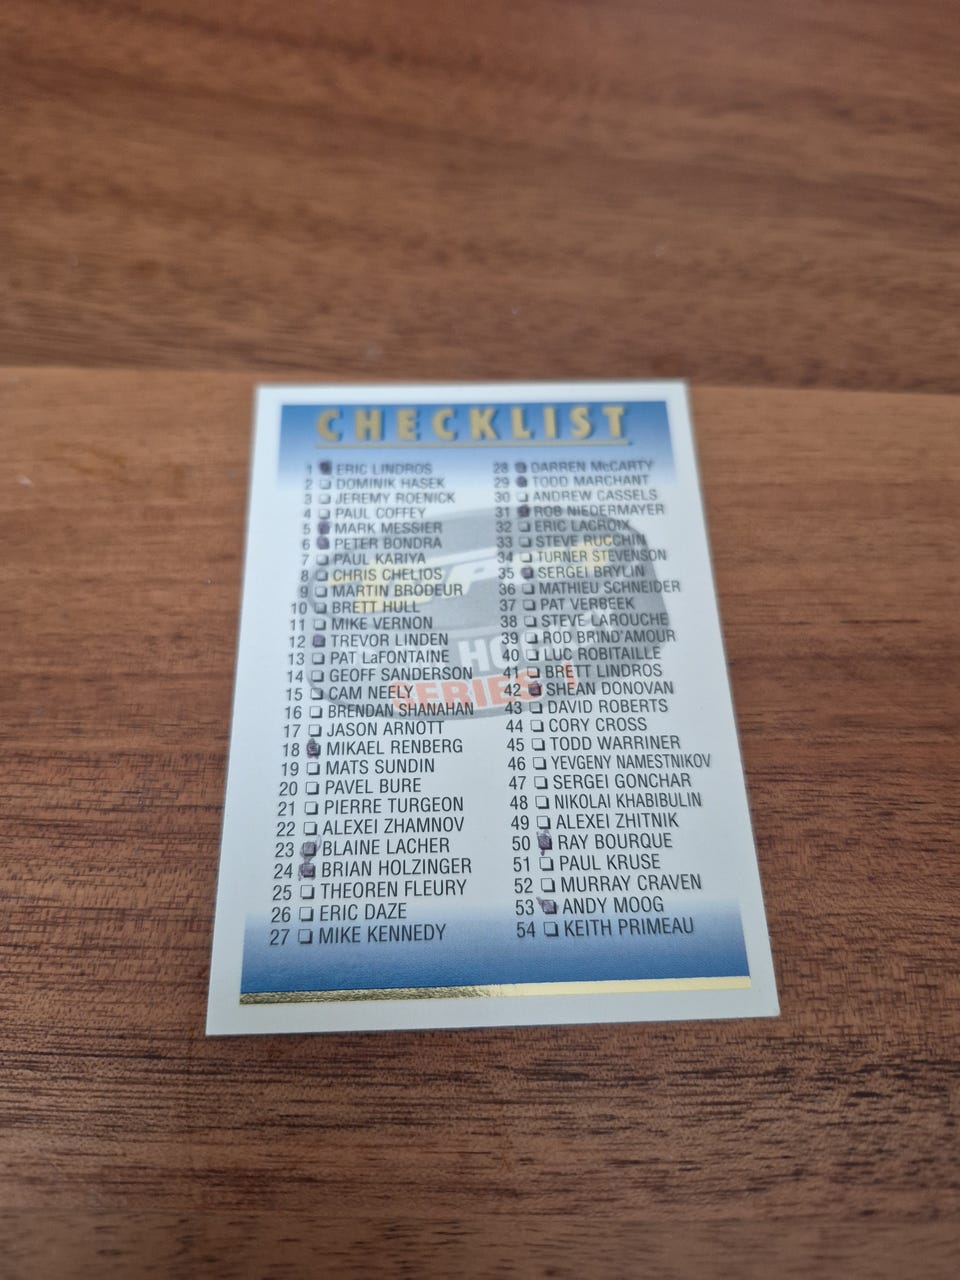 CHECKLIST
1 ERIC LINDROS
2 DOMINIK HASEK
3 JEREMY ROENICK
4 PAUL COFFEY
5 MARK MESSIER
6 PETER BONDRA
7 PAUL KARIYA
8 CHRIS CHELIOS
9 MARTIN BRODEUR
10 BRETT HULL
11 MIKE VERNON
12 TREVOR LINDEN
13 PAT LaFONTAINE
14 GEOFF SANDERSON
15 CAM NEELY
16 BRENDAN SHANAHAN
17 JASON ARNOTT
18 MIKAEL RENBERG
19 MATS SUNDIN
20 PAVEL BURE
21 PIERRE TURGEON
22 ALEXEI ZHAMNOV
23 BLAINE LACHER
24 BRIAN HOLZINGER
25 THEOREN FLEURY
26 ERIC DAZE
27 MIKE KENNEDY
28 DARREN McCARTY
29 TODD MARCHANT
30 ANDREW CASSELS
31 ROB NIEDERMAYER
32 ERIC LACROIX
33 STEVE RUCCHIN
34 TURNER STEVENSON
35 SERGEI BRYLIN
36 MATHIEU SCHNEIDER
37 PAT VERBEEK
38 STEVE LAROUCHE
39 ROD BRIND'AMOUR
40 LUC ROBITAILLE
41 BRETT LINDROS
42 SHEAN DONOVAN
43 DAVID ROBERTS
44 CORY CROSS
45 TODD WARRINER
46 YEVGENY NAMESTNIKOV
47 SERGEI GONCHAR
48 NIKOLAI KHABIBULIN
49 ALEXEI ZHITNIK
50 RAY BOURQUE
51 PAUL KRUSE
52 MURRAY CRAVEN
53 ANDY MOOG
54 KEITH PRIMEAU
SERIES 1